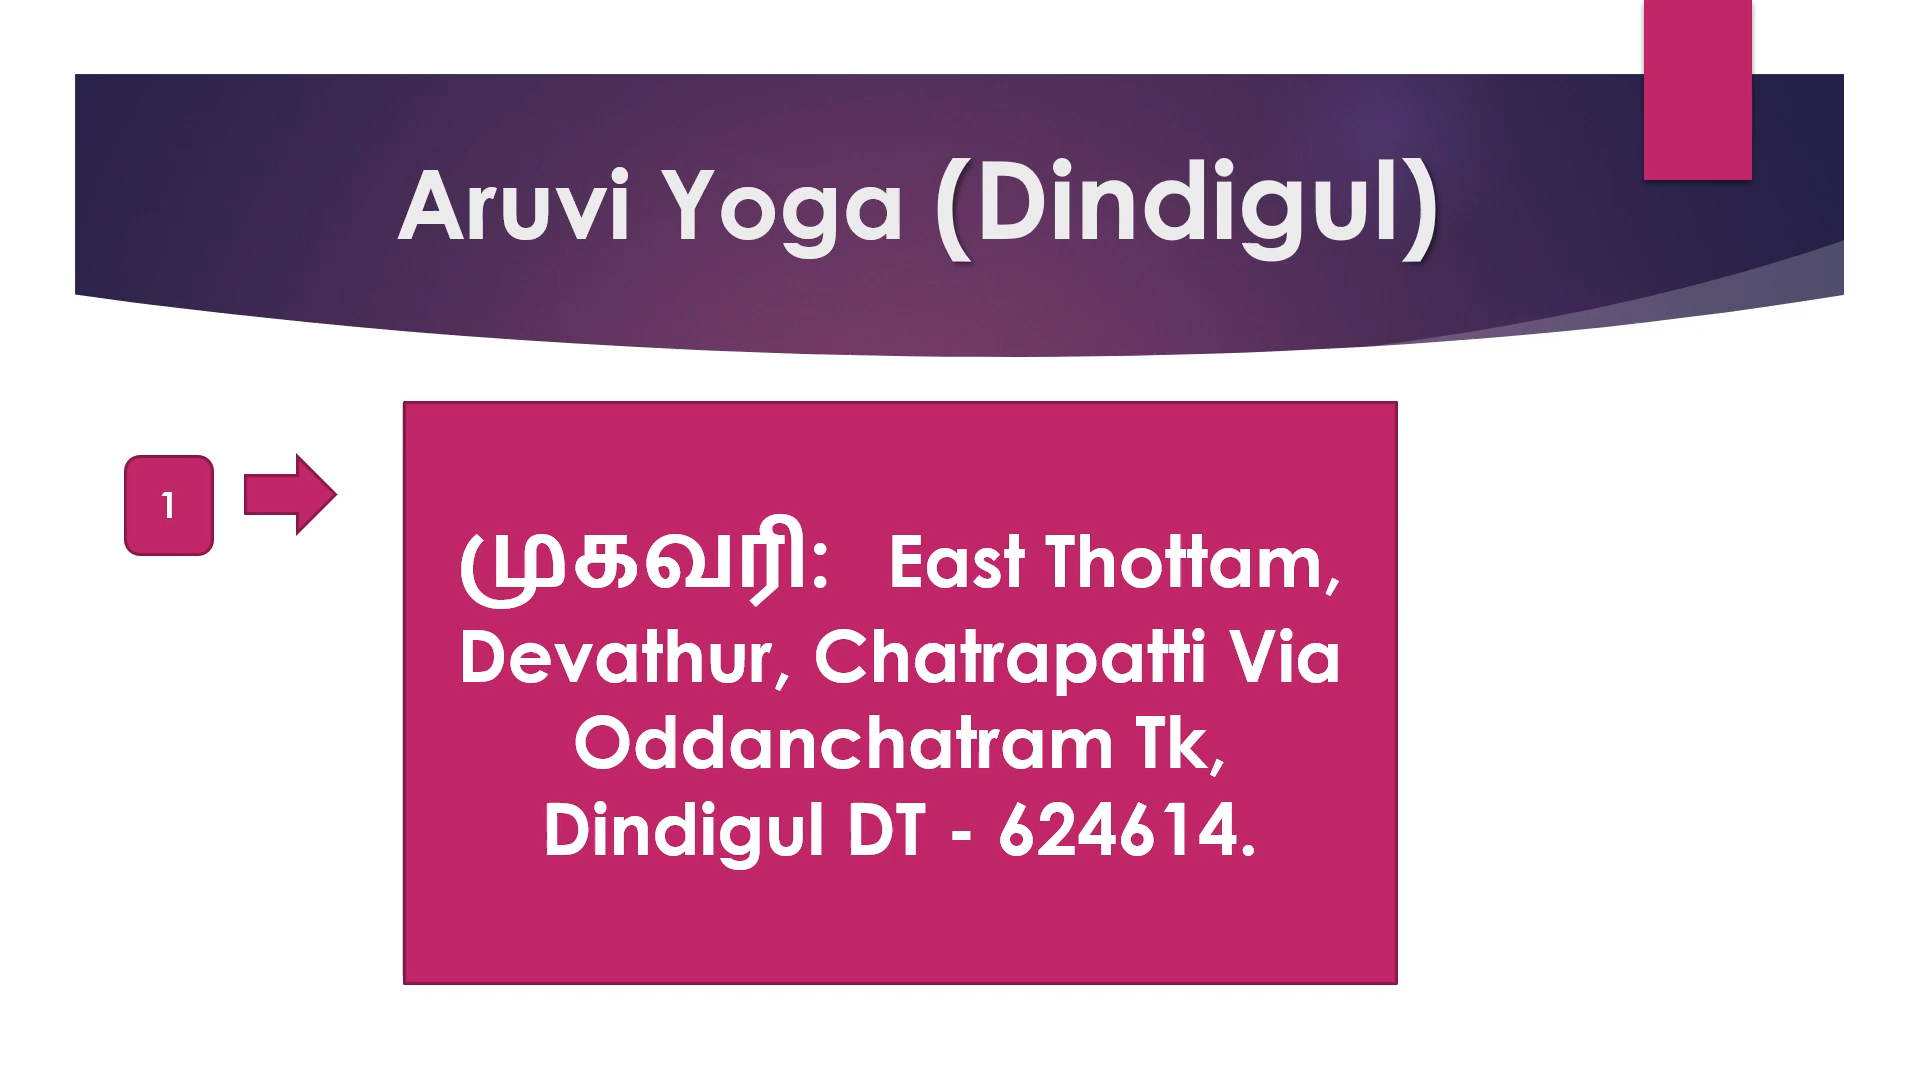 Aruvi Yoga (Dindigul)
1
முகவரி: East Thottam,
Devathur, Chatrapatti Via
Oddanchatram Tk,
Dindigul DT - 624614.